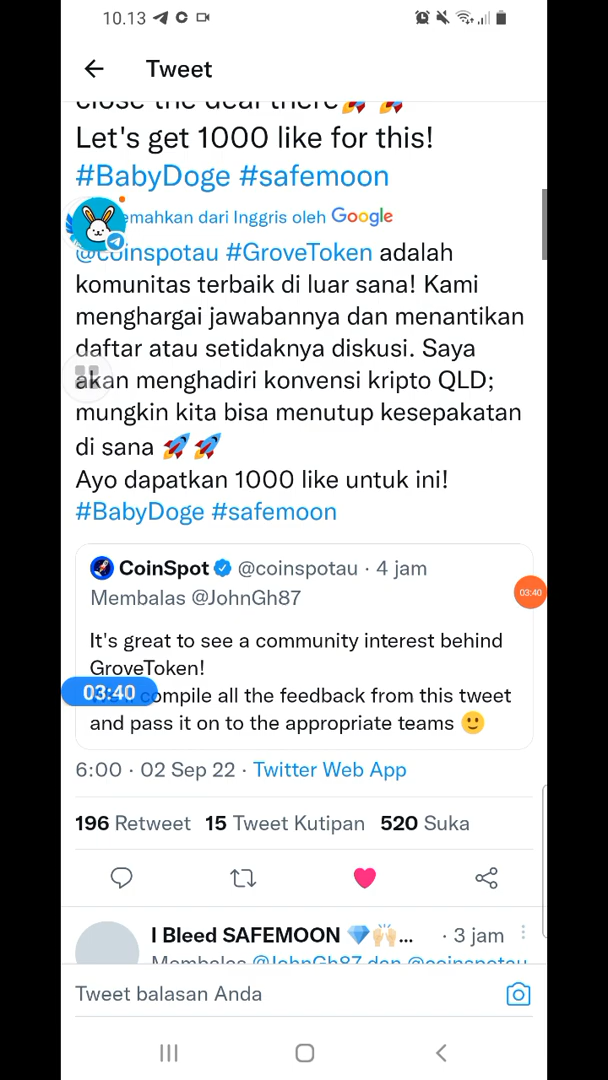 10.13
Tweet
close the deal there🚀 🚀
Let's get 1000 like for this!
#BabyDoge #safemoon
emahkan dari Inggris oleh Google
@coinspotau #GroveToken adalah
komunitas terbaik di luar sana! Kami
menghargai jawabannya dan menantikan
daftar atau setidaknya diskusi. Saya
akan menghadiri konvensi kripto QLD;
mungkin kita bisa menutup kesepakatan
di sana 🚀🚀
Ayo dapatkan 1000 like untuk ini!
#BabyDoge #safemoon
CoinSpot @coinspotau · 4 jam
Membalas @JohnGh87
03:40
It's great to see a community interest behind
GroveToken!
03:40
compile all the feedback from this tweet
and pass it on to the appropriate teams 🙂
6:00 · 02 Sep 22 · Twitter Web App
196 Retweet 15 Tweet Kutipan 520 Suka
I Bleed SAFEMOON 💎🙌🏻... · 3 jam
Membalas @JohnGh87 dan @coinspotau
Tweet balasan Anda